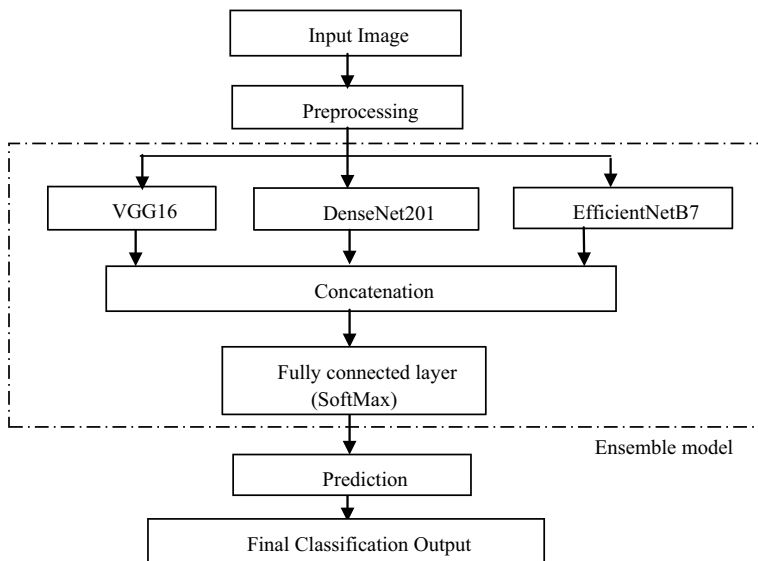 Input Image
Preprocessing
VGG16
DenseNet201
EfficientNetB7
Concatenation
Fully connected layer
(SoftMax)
Ensemble model
Prediction
Final Classification Output